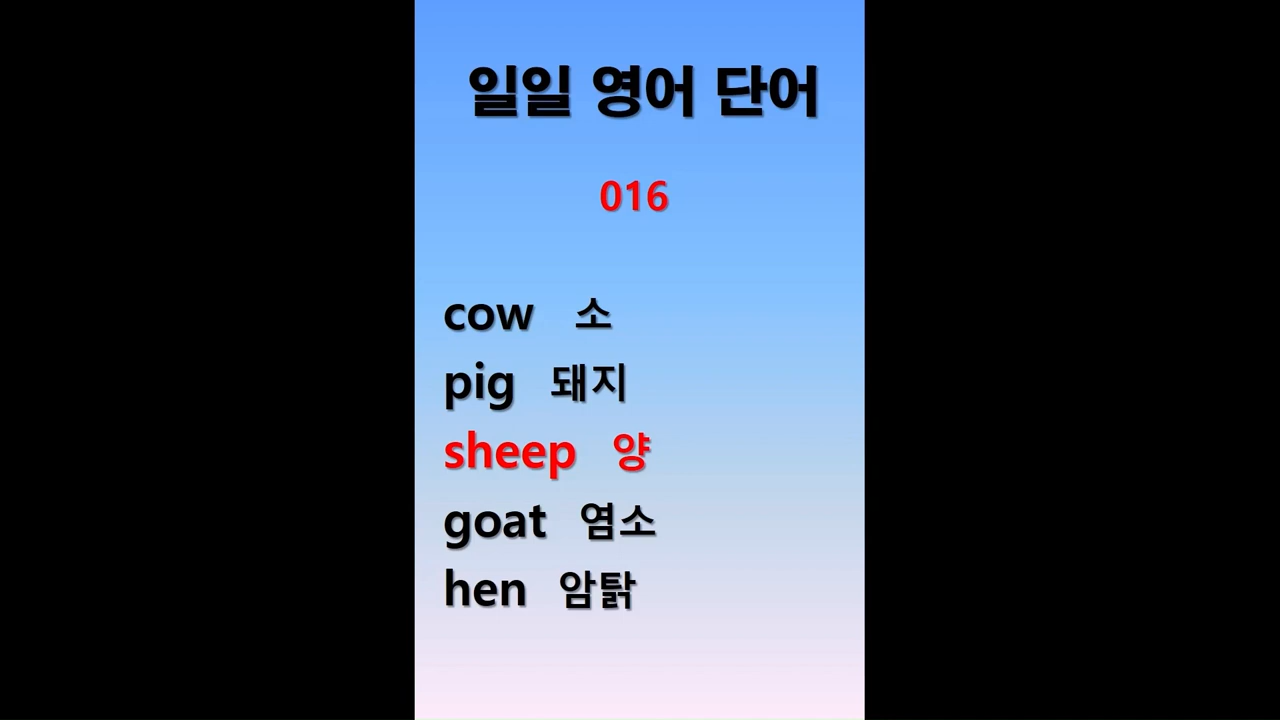 일일 영어 단어
016
cow 소
pig 돼지
sheep 양
goat 염소
hen 암탉